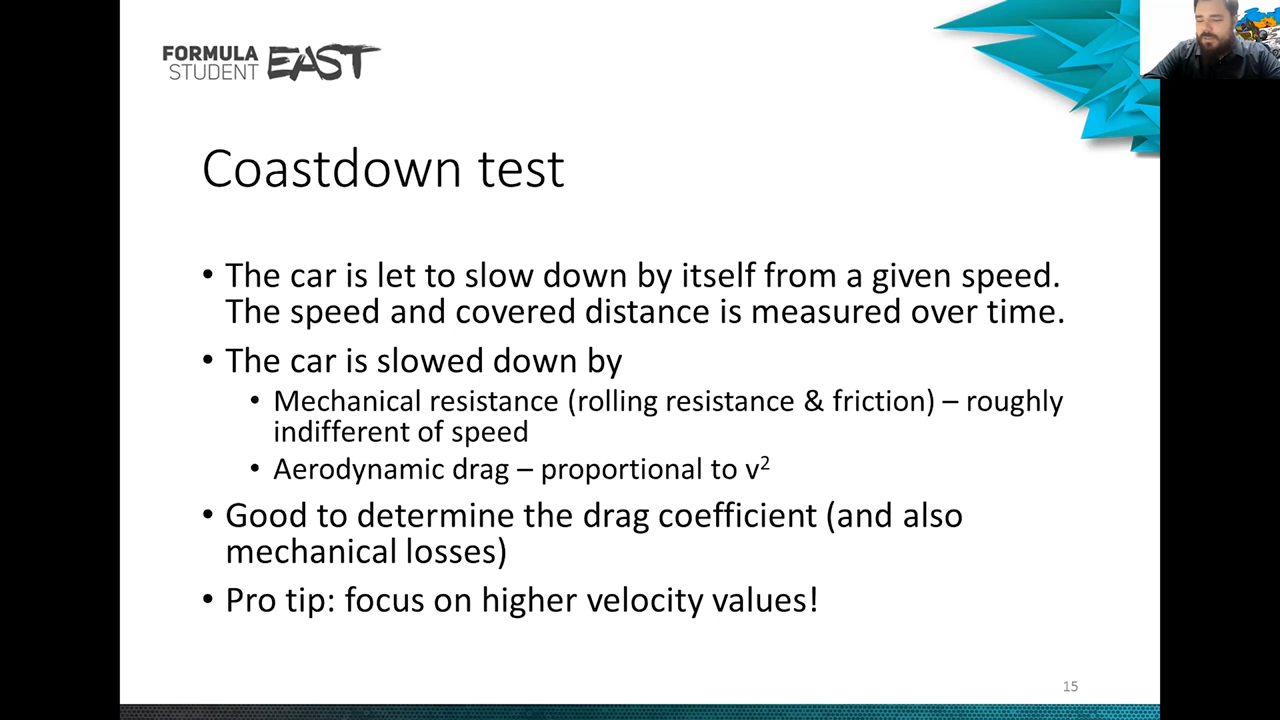 FORMULA
STUDENT EAST
Coastdown test
• The car is let to slow down by itself from a given speed.
The speed and covered distance is measured over time.
• The car is slowed down by
• Mechanical resistance (rolling resistance & friction) – roughly
indifferent of speed
• Aerodynamic drag – proportional to v²
• Good to determine the drag coefficient (and also
mechanical losses)
• Pro tip: focus on higher velocity values!
15